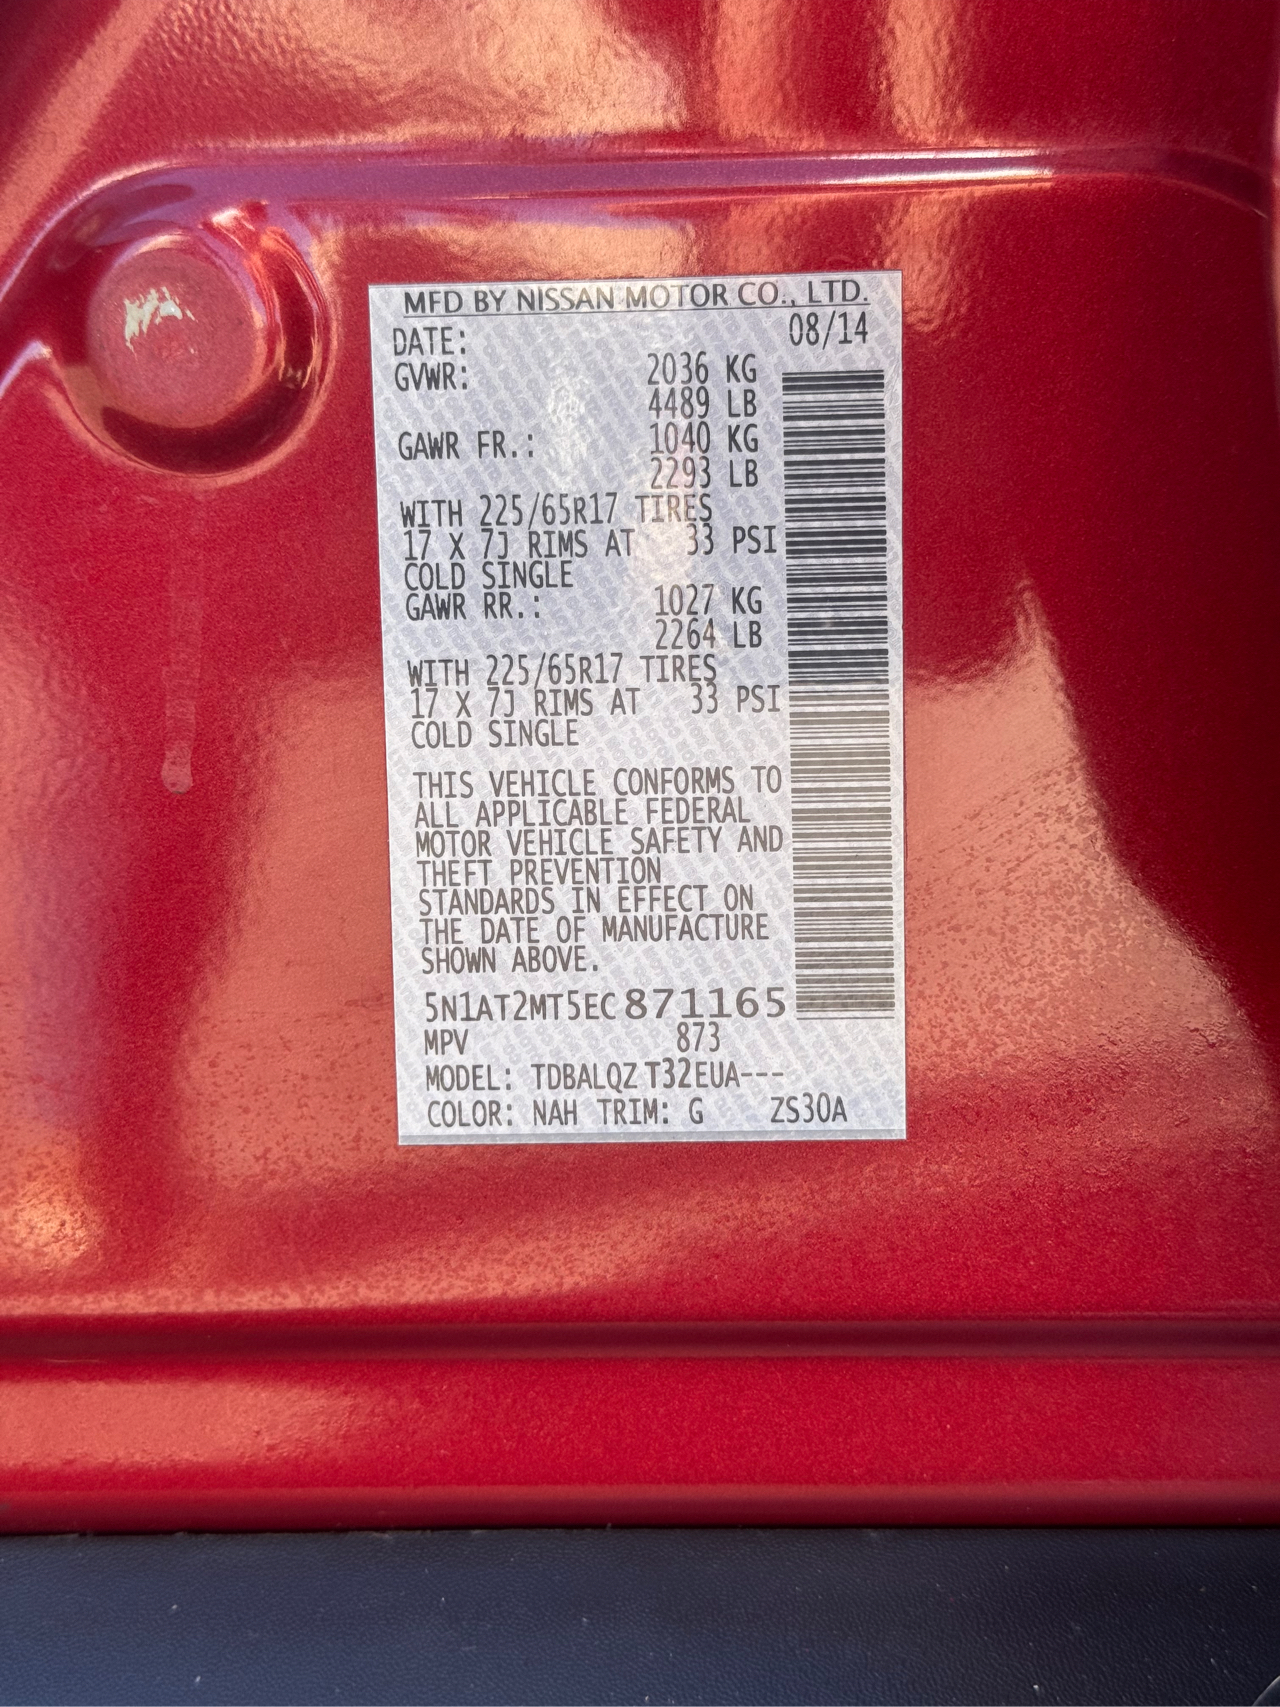 MFD BY NISSAN MOTOR CO., LTD.
DATE: 08/14
GVWR: 2036 KG
4489 LB
GAWR FR.: 1040 KG
2293 LB
WITH 225/65R17 TIRES
17 X 7J RIMS AT 33 PSI
COLD SINGLE
GAWR RR.: 1027 KG
2264 LB
WITH 225/65R17 TIRES
17 X 7J RIMS AT 33 PSI
COLD SINGLE
THIS VEHICLE CONFORMS TO
ALL APPLICABLE FEDERAL
MOTOR VEHICLE SAFETY AND
THEFT PREVENTION
STANDARDS IN EFFECT ON
THE DATE OF MANUFACTURE
SHOWN ABOVE.
5N1AT2MT5EC871165
MPV 873
MODEL: TDBALQZ T32EUA---
COLOR: NAH TRIM: G ZS30A